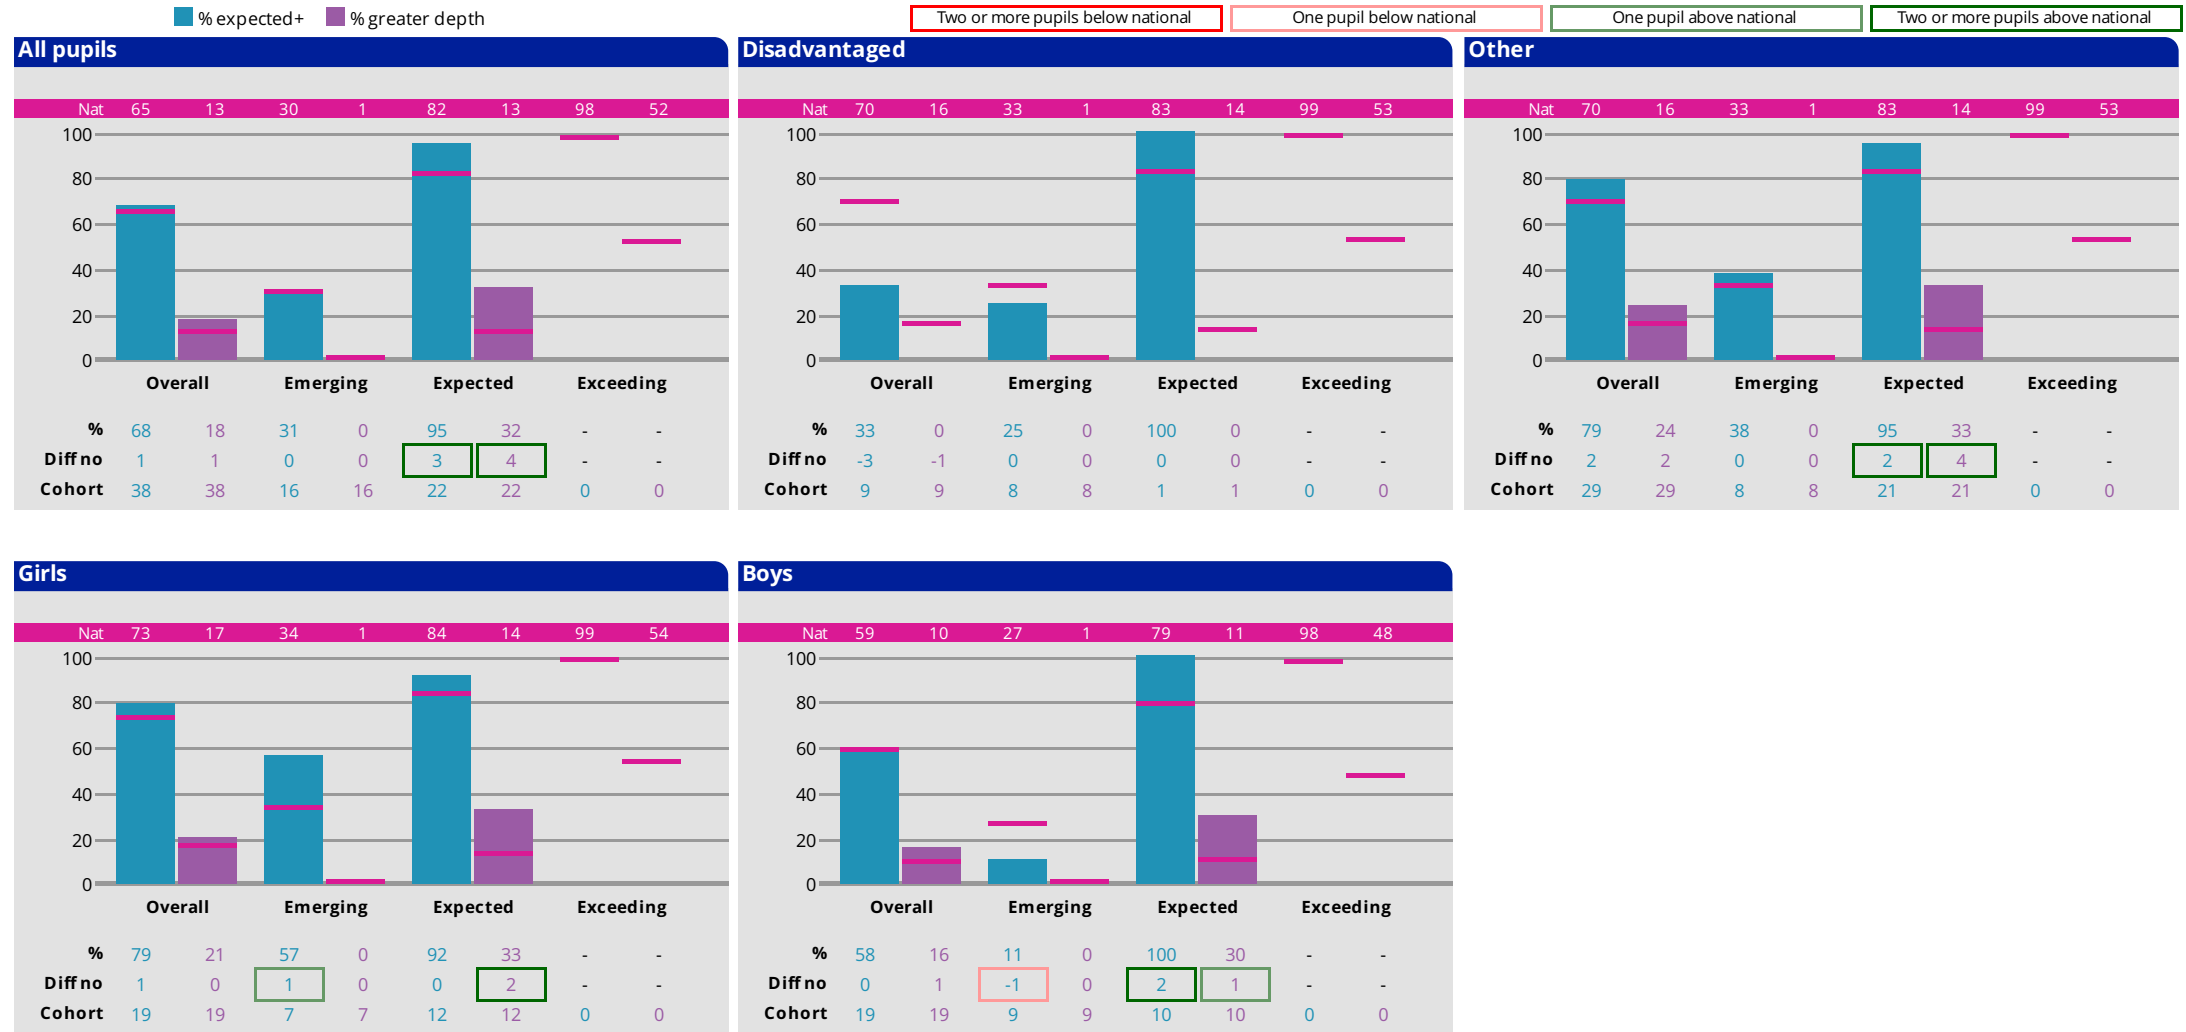 % expected+ % greater depth Two or more pupils below national One pupil below national One pupil above national Two or more pupils above national
All pupils
Nat 65 13 30 1 82 13 98 52
100
80
60
40
20
0
Overall Emerging Expected Exceeding
% 68 18 31 0 95 32 - -
Diff no 1 1 0 0 3 4 - -
Cohort 38 38 16 16 22 22 0 0
Disadvantaged
Nat 70 16 33 1 83 14 99 53
100
80
60
40
20
0
Overall Emerging Expected Exceeding
% 33 0 25 0 100 0 - -
Diff no -3 -1 0 0 0 0 - -
Cohort 9 9 8 8 1 1 0 0
Other
Nat 70 16 33 1 83 14 99 53
100
80
60
40
20
0
Overall Emerging Expected Exceeding
% 79 24 38 0 95 33 - -
Diff no 2 2 0 0 2 4 - -
Cohort 29 29 8 8 21 21 0 0
Girls
Nat 73 17 34 1 84 14 99 54
100
80
60
40
20
0
Overall Emerging Expected Exceeding
% 79 21 57 0 92 33 - -
Diff no 1 0 1 0 0 2 - -
Cohort 19 19 7 7 12 12 0 0
Boys
Nat 59 10 27 1 79 11 98 48
100
80
60
40
20
0
Overall Emerging Expected Exceeding
% 58 16 11 0 100 30 - -
Diff no 0 1 -1 0 2 1 - -
Cohort 19 19 9 9 10 10 0 0